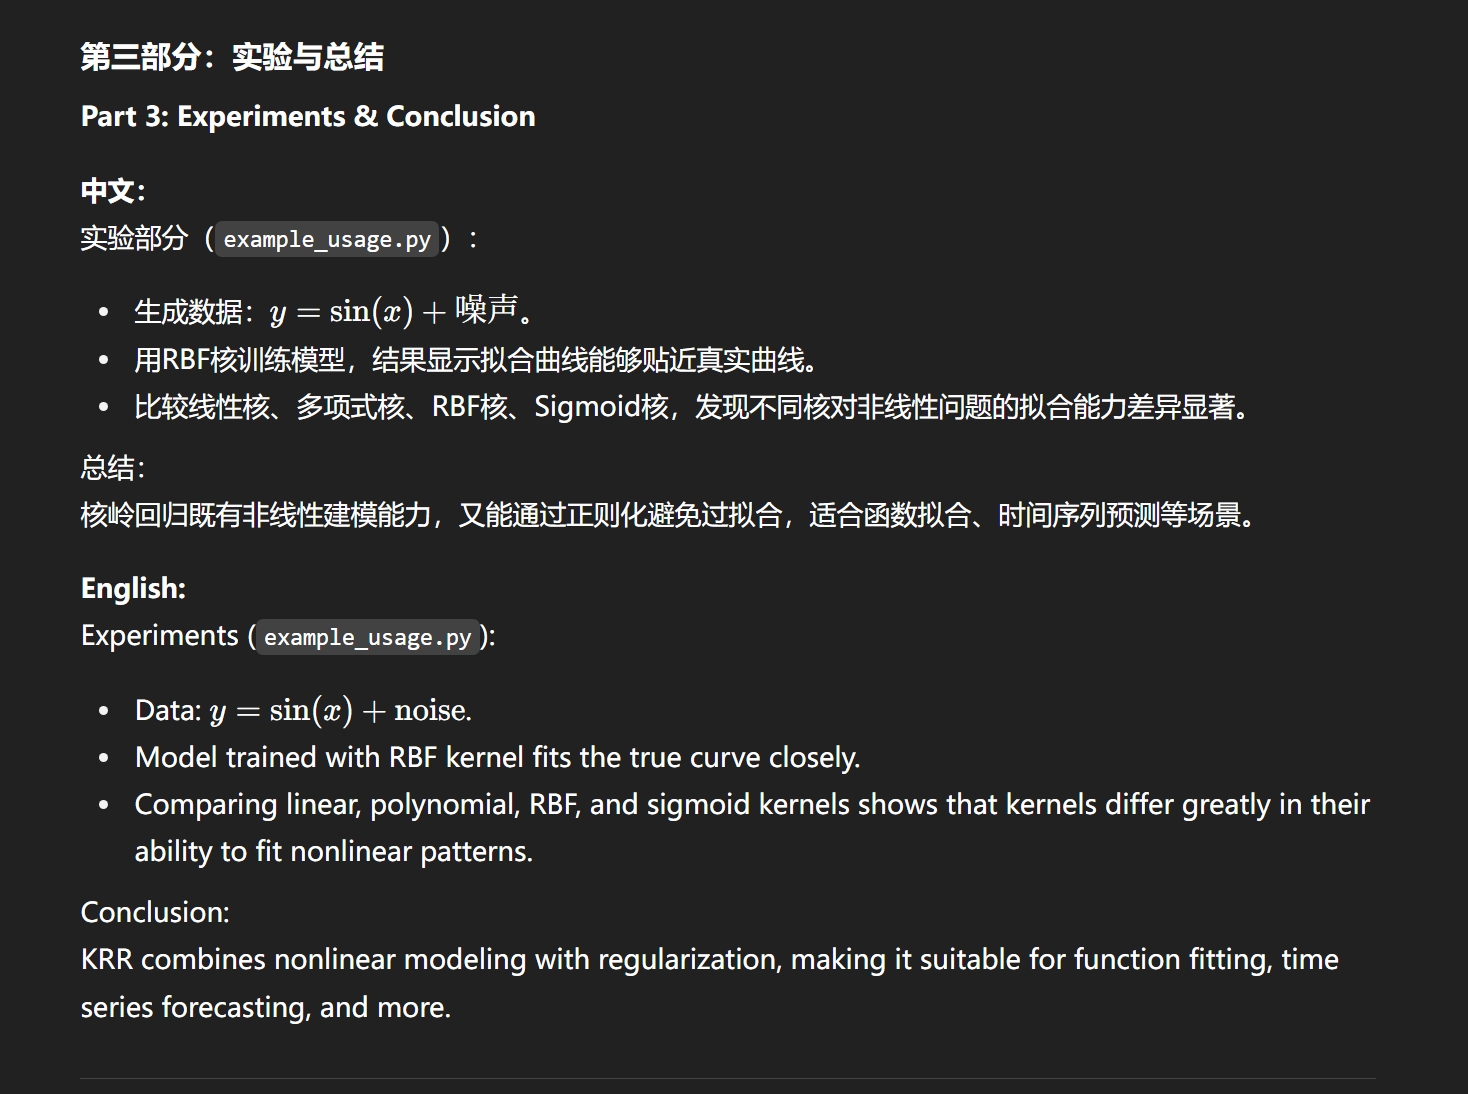 第三部分：实验与总结
Part 3: Experiments & Conclusion
中文：
实验部分（example_usage.py）：
• 生成数据：y = sin(x) + 噪声。
• 用RBF核训练模型，结果显示拟合曲线能够贴近真实曲线。
• 比较线性核、多项式核、RBF核、Sigmoid核，发现不同核对非线性问题的拟合能力差异显著。
总结：
核岭回归既有非线性建模能力，又能通过正则化避免过拟合，适合函数拟合、时间序列预测等场景。
English:
Experiments (example_usage.py):
• Data: y = sin(x) + noise.
• Model trained with RBF kernel fits the true curve closely.
• Comparing linear, polynomial, RBF, and sigmoid kernels shows that kernels differ greatly in their
ability to fit nonlinear patterns.
Conclusion:
KRR combines nonlinear modeling with regularization, making it suitable for function fitting, time
series forecasting, and more.